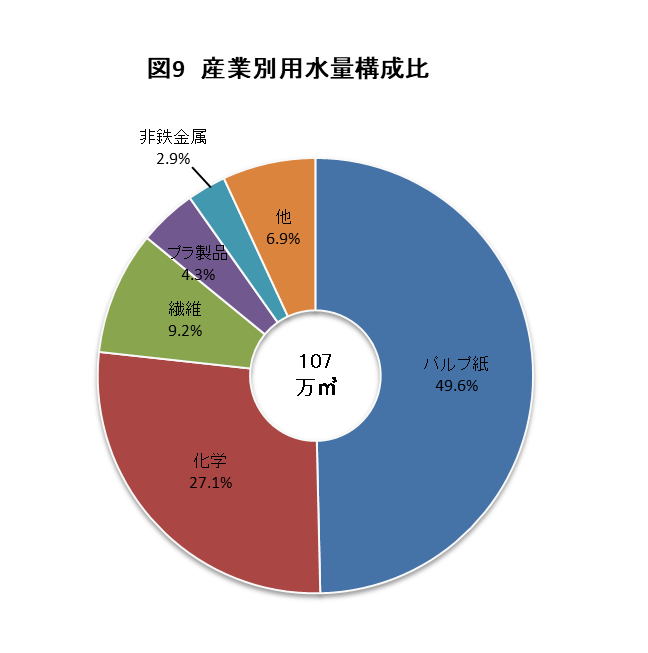 図9 産業別用水量構成比
非鉄金属
2.9%
他
6.9%
プラ製品
4.3%
繊維
9.2%
107
万㎥
パルプ紙
49.6%
化学
27.1%